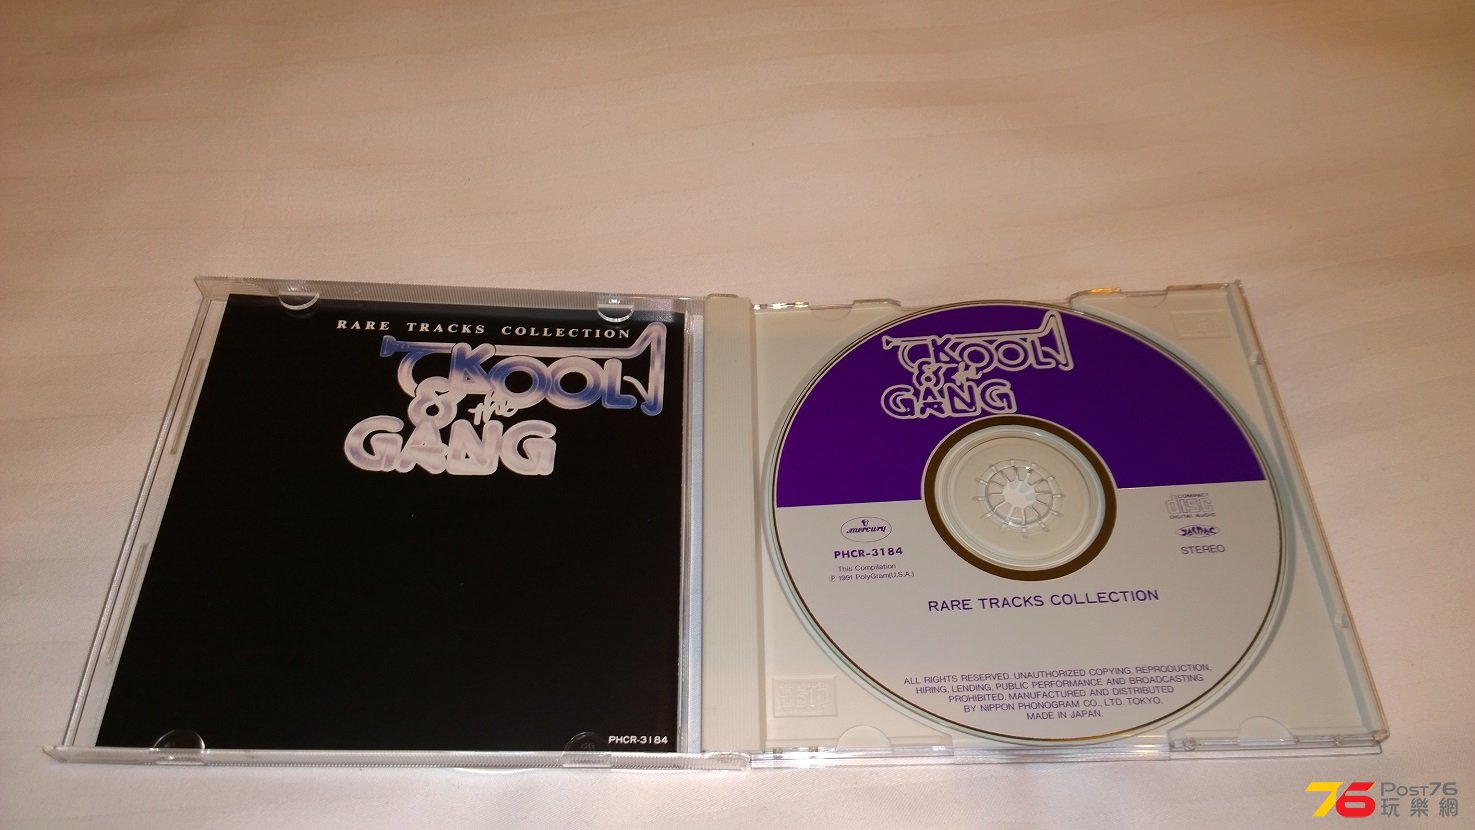 RARE TRACKS COLLECTION
KOOL
& the
GANG
PHCR-3184
KOOL
& the
GANG
mercury
PHCR-3184
This Compilation
℗ 1991 PolyGram(U.S.A.)
COMPACT
disc
DIGITAL AUDIO
STEREO
RARE TRACKS COLLECTION
ALL RIGHTS RESERVED. UNAUTHORIZED COPYING, REPRODUCTION,
HIRING, LENDING, PUBLIC PERFORMANCE AND BROADCASTING
PROHIBITED. MANUFACTURED AND DISTRIBUTED
BY NIPPON PHONOGRAM CO., LTD. TOKYO.
MADE IN JAPAN.
76 Post76
玩樂網